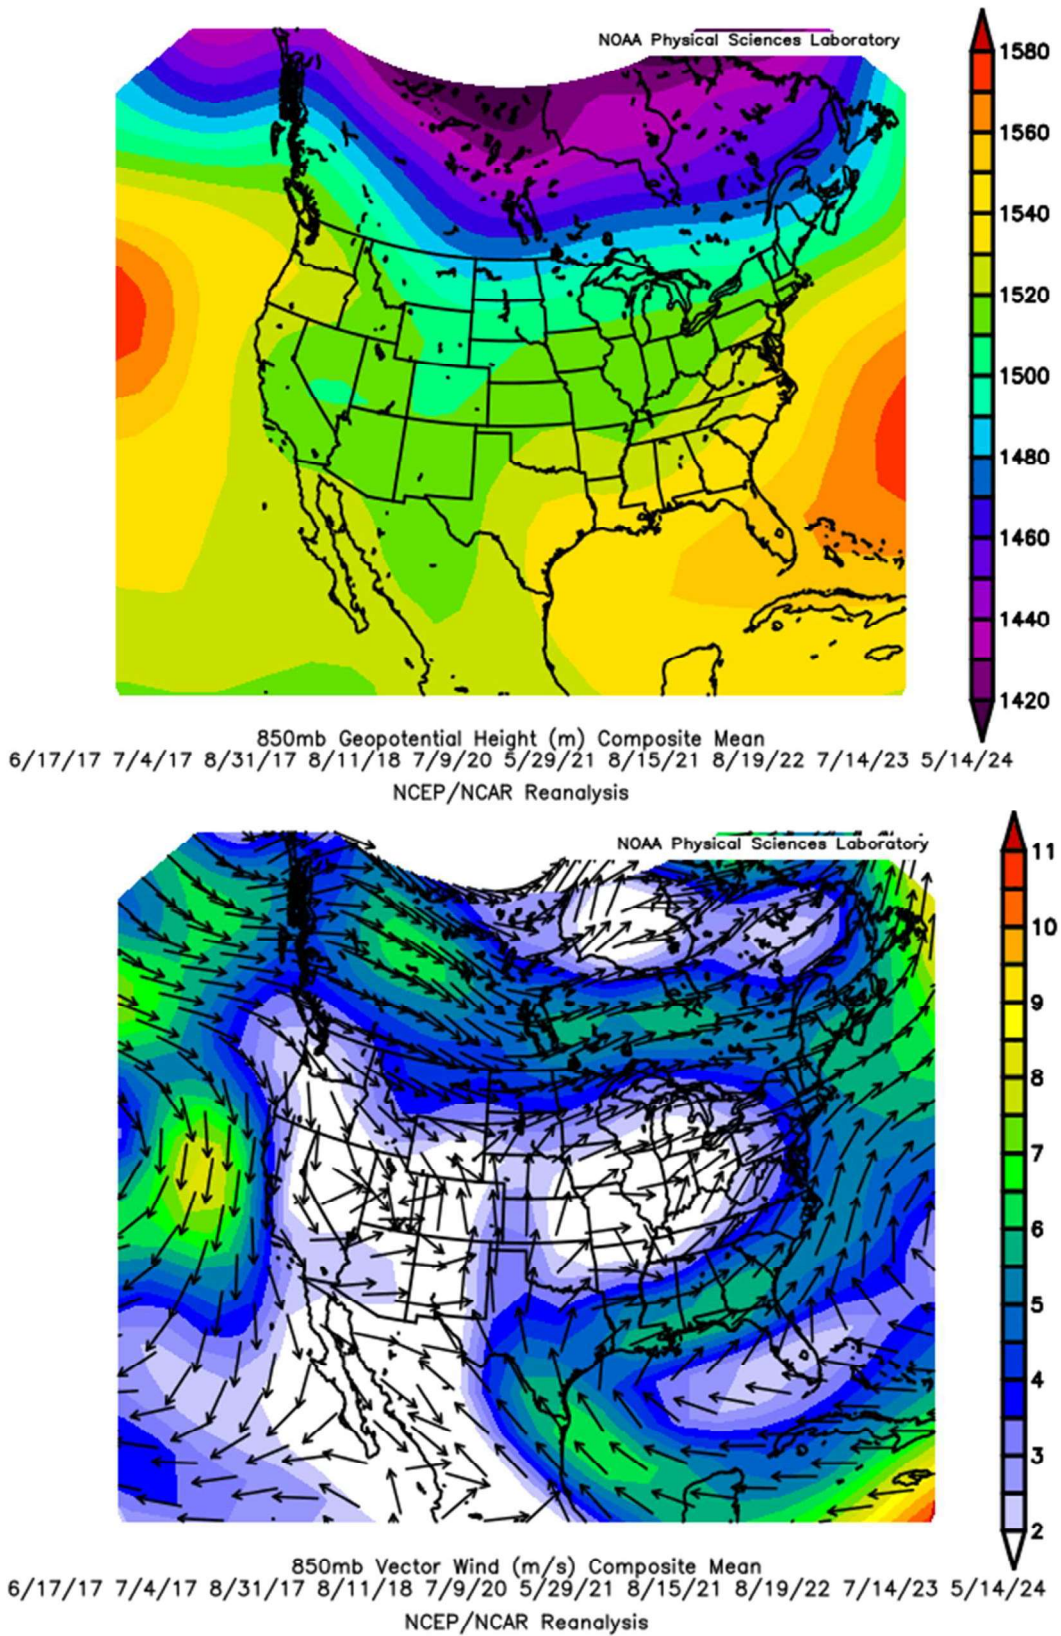 NOAA Physical Sciences Laboratory
1580
1560
1540
1520
1500
1480
1460
1440
1420
850mb Geopotential Height (m) Composite Mean
6/17/17 7/4/17 8/31/17 8/11/18 7/9/20 5/29/21 8/15/21 8/19/22 7/14/23 5/14/24
NCEP/NCAR Reanalysis
NOAA Physical Sciences Laboratory
11
10
9
8
7
6
5
4
3
2
850mb Vector Wind (m/s) Composite Mean
6/17/17 7/4/17 8/31/17 8/11/18 7/9/20 5/29/21 8/15/21 8/19/22 7/14/23 5/14/24
NCEP/NCAR Reanalysis